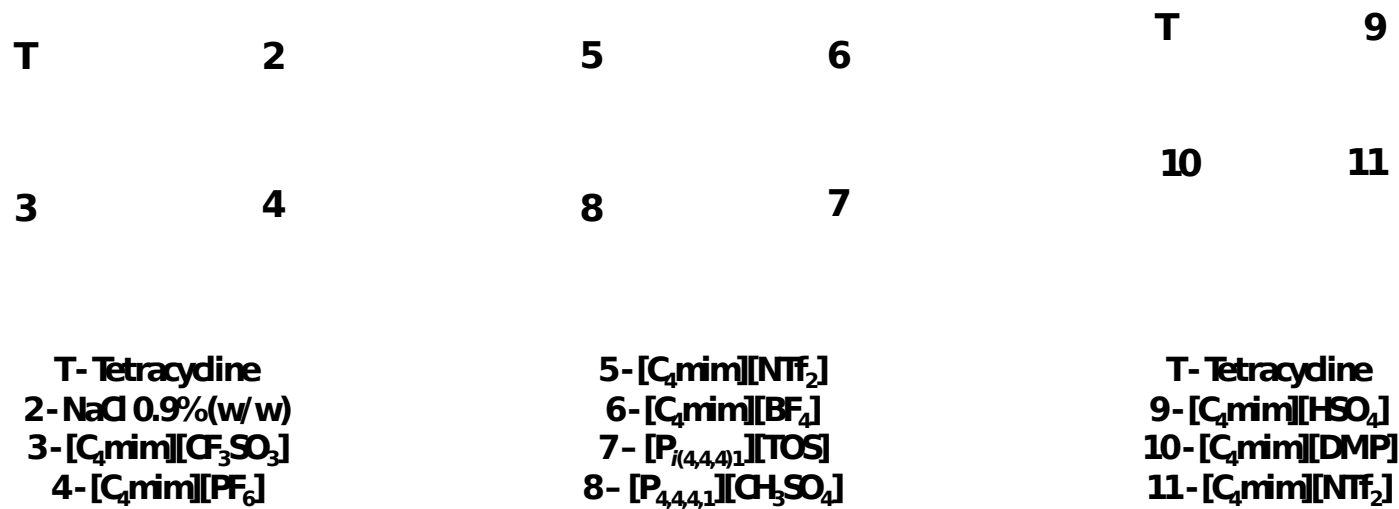 T 2
3 4
5 6
8 7
T 9
10 11
T - Tetracycline
2 - NaCl 0.9% (w/w)
3 - [C₄mim][CF₃SO₃]
4 - [C₄mim][PF₆]
5 - [C₄mim][NTf₂]
6 - [C₄mim][BF₄]
7 – [Pᵢ₍₄,₄,₄₎₁][TOS]
8 – [P₄,₄,₄,₁][CH₃SO₄]
T - Tetracycline
9 - [C₄mim][HSO₄]
10 - [C₄mim][DMP]
11 - [C₄mim][NTf₂]